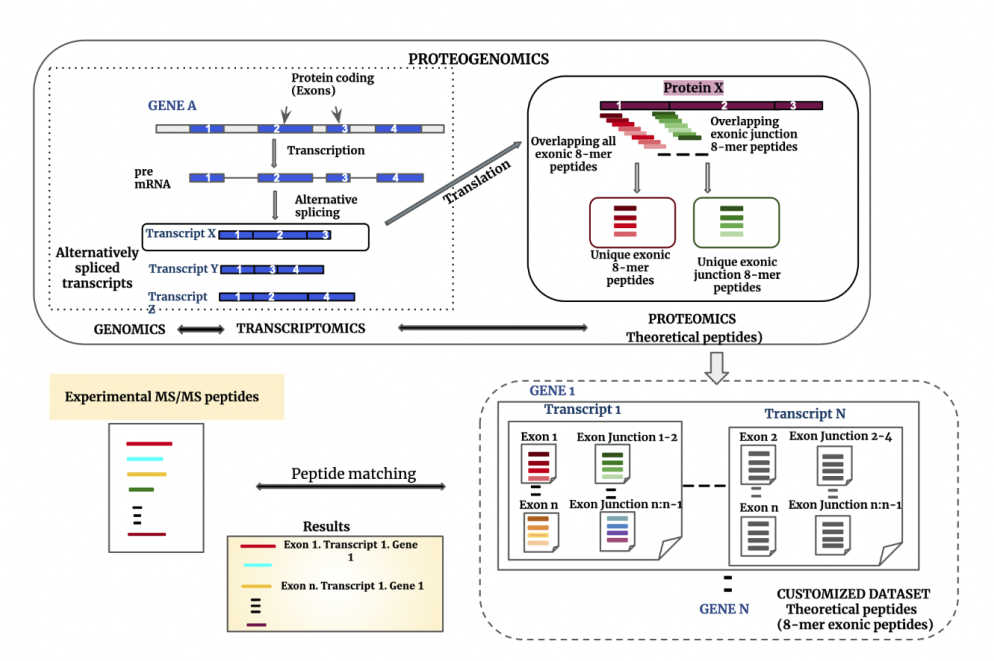 PROTEOGENOMICS
Protein coding
(Exons)
GENE A
1
2
3
4
Transcription
pre
mRNA
1
2
3
4
Alternative
splicing
Transcript X
1
2
3
Alternatively
spliced
transcripts
Transcript Y
1
3
4
Transcript
Z
1
2
4
GENOMICS
TRANSCRIPTOMICS
Translation
Protein X
1
2
3
Overlapping all
exonic 8-mer
peptides
Overlapping
exonic junction
8-mer
peptides
Unique exonic
8-mer
peptides
Unique exonic
junction 8-mer
peptides
PROTEOMICS
Theoretical peptides)
Experimental MS/MS peptides
Peptide matching
Results
Exon 1. Transcript 1. Gene
1
Exon n. Transcript 1. Gene 1
GENE 1
Transcript 1
Exon 1
Exon Junction 1-2
Exon n
Exon Junction n:n-1
Transcript N
Exon 2
Exon Junction 2-4
Exon n
Exon Junction n:n-1
GENE N
CUSTOMIZED DATASET
Theoretical peptides
(8-mer exonic peptides)